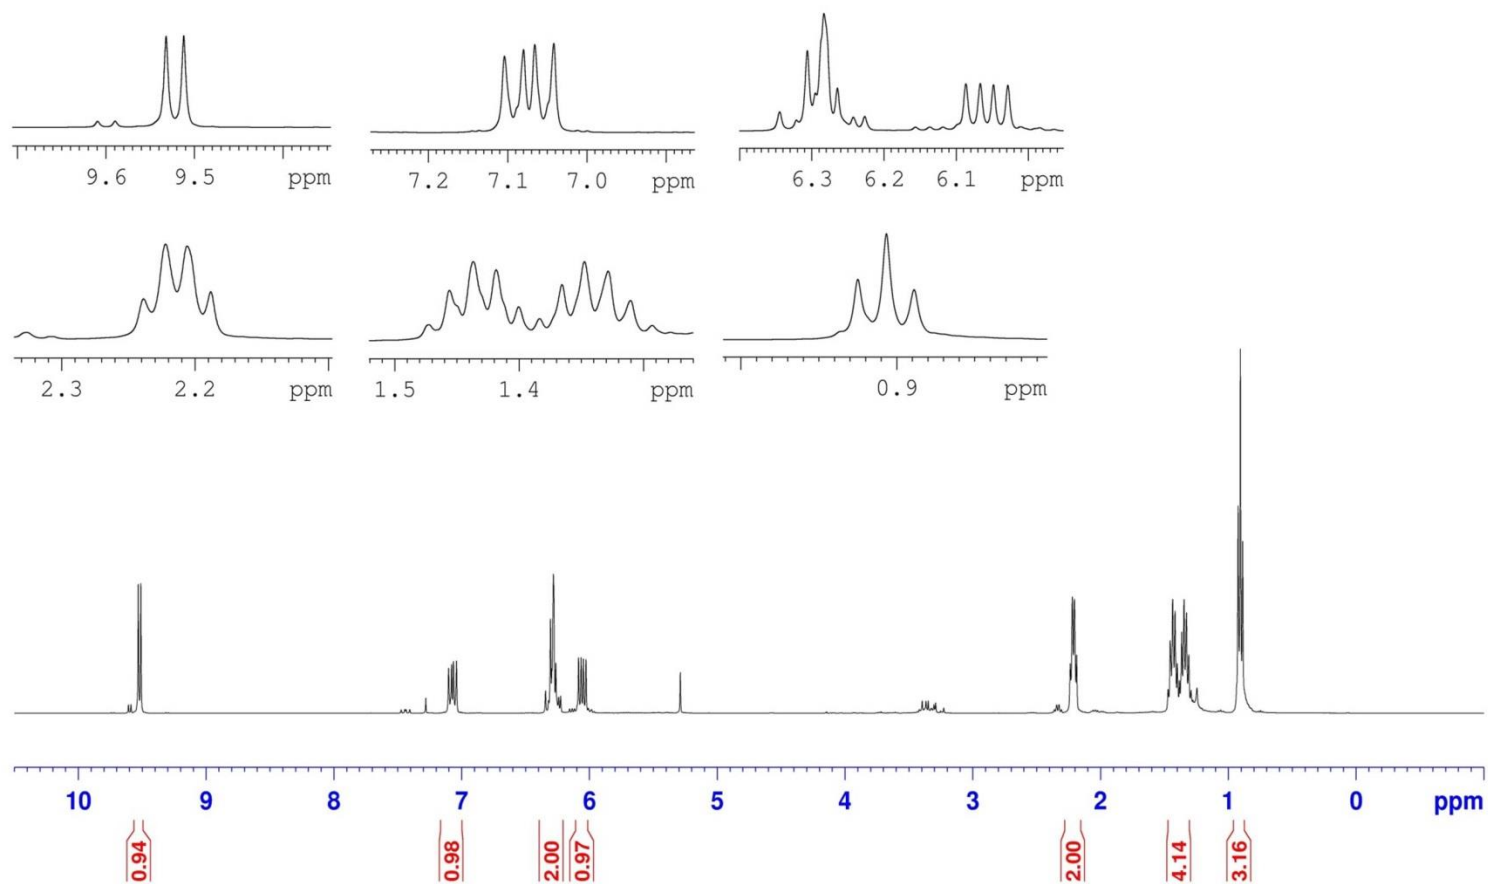 9.6 9.5 ppm
7.2 7.1 7.0 ppm
6.3 6.2 6.1 ppm
2.3 2.2 ppm
1.5 1.4 ppm
0.9 ppm
10 9 8 7 6 5 4 3 2 1 0 ppm
0.94
0.98
2.00
0.97
2.00
4.14
3.16